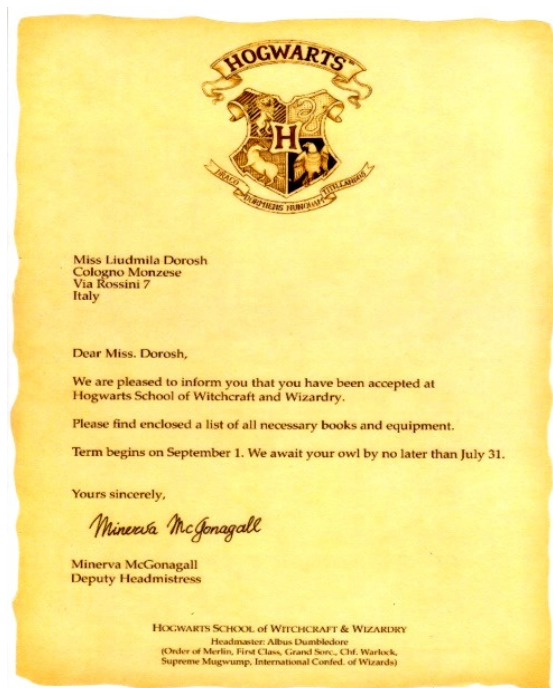 HOGWARTS
H
DRACO DORMIENS NUNQUAM TITILLANDUS
Miss Liudmila Dorosh
Cologno Monzese
Via Rossini 7
Italy
Dear Miss. Dorosh,
We are pleased to inform you that you have been accepted at
Hogwarts School of Witchcraft and Wizardry.
Please find enclosed a list of all necessary books and equipment.
Term begins on September 1. We await your owl by no later than July 31.
Yours sincerely,
Minerva McGonagall
Minerva McGonagall
Deputy Headmistress
HOGWARTS SCHOOL of WITCHCRAFT & WIZARDRY
Headmaster: Albus Dumbledore
(Order of Merlin, First Class, Grand Sorc., Chf. Warlock,
Supreme Mugwump, International Confed. of Wizards)